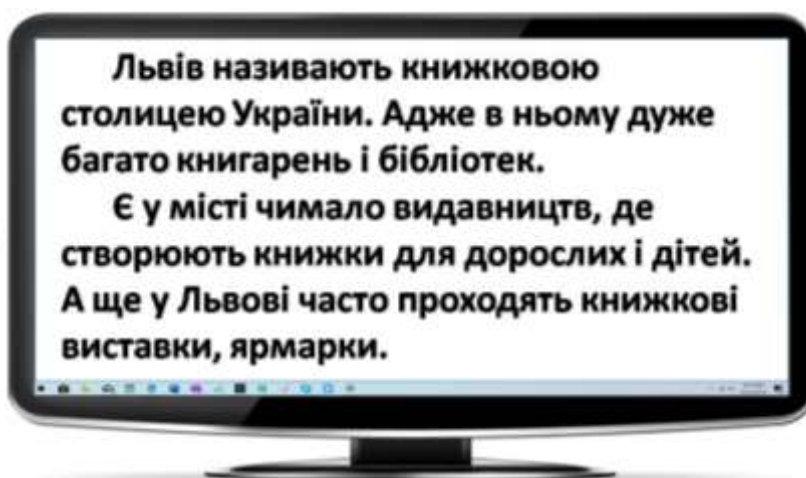 Львів називають книжковою
столицею України. Адже в ньому дуже
багато книгарень і бібліотек.
Є у місті чимало видавництв, де
створюють книжки для дорослих і дітей.
А ще у Львові часто проходять книжкові
виставки, ярмарки.